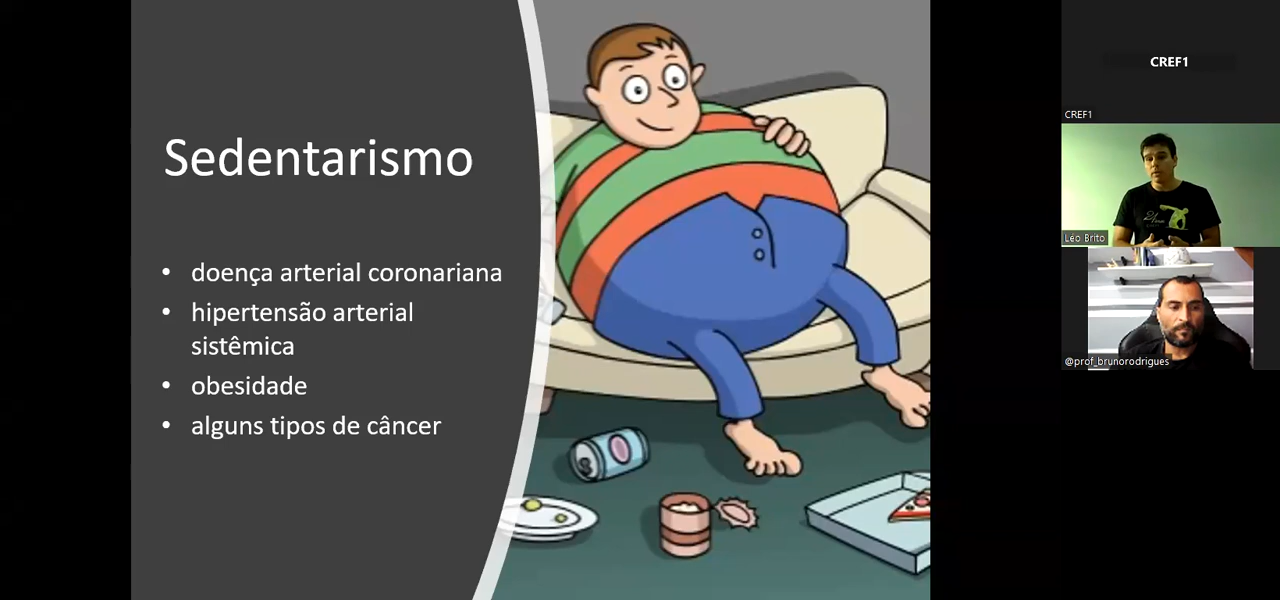 Sedentarismo
• doença arterial coronariana
• hipertensão arterial
sistêmica
• obesidade
• alguns tipos de câncer
CREF1
CREF1
Léo Brito
@prof_brunorodrigues